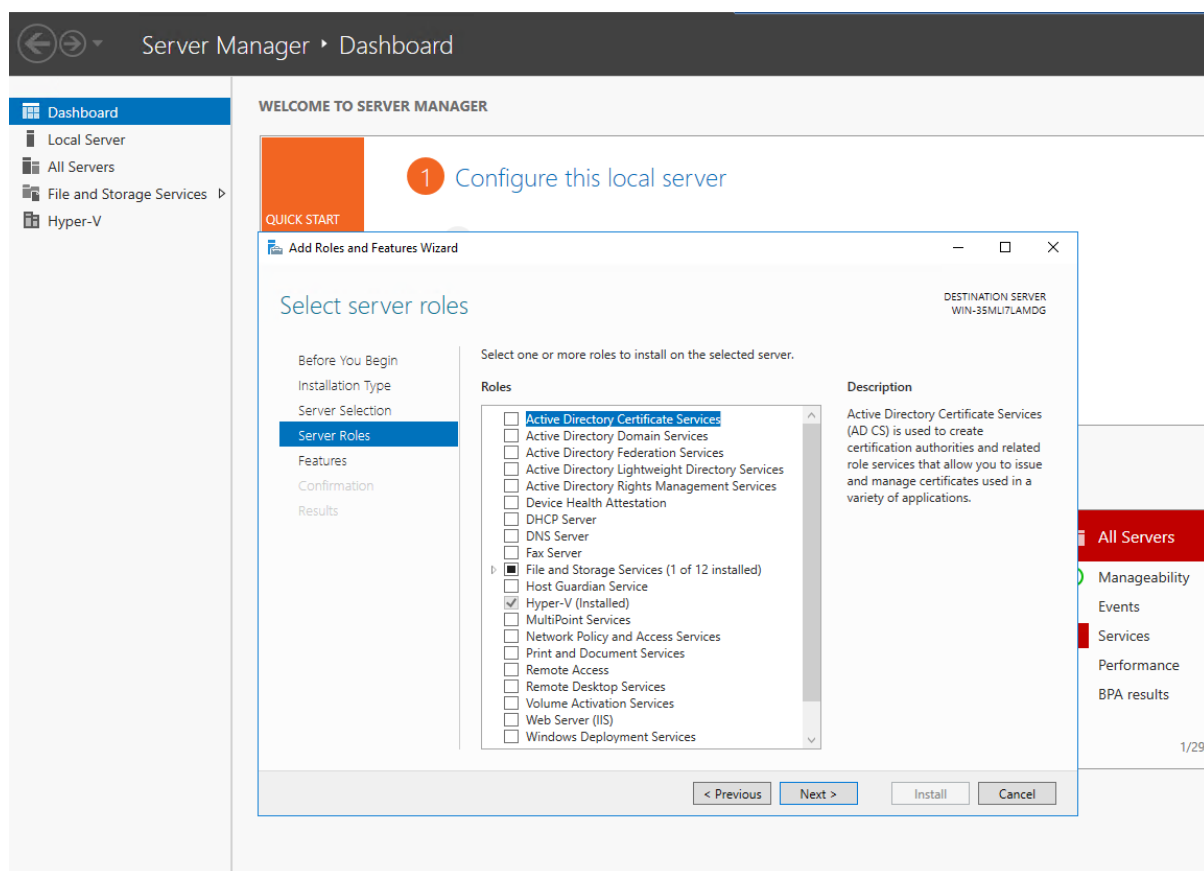 Server Manager ‣ Dashboard
Dashboard
Local Server
All Servers
File and Storage Services
Hyper-V
WELCOME TO SERVER MANAGER
QUICK START
1 Configure this local server
Add Roles and Features Wizard
Select server roles
DESTINATION SERVER
WIN-35MLI7LAMDG
Before You Begin
Installation Type
Server Selection
Server Roles
Features
Confirmation
Results
Select one or more roles to install on the selected server.
Roles
Active Directory Certificate Services
Active Directory Domain Services
Active Directory Federation Services
Active Directory Lightweight Directory Services
Active Directory Rights Management Services
Device Health Attestation
DHCP Server
DNS Server
Fax Server
File and Storage Services (1 of 12 installed)
Host Guardian Service
Hyper-V (Installed)
MultiPoint Services
Network Policy and Access Services
Print and Document Services
Remote Access
Remote Desktop Services
Volume Activation Services
Web Server (IIS)
Windows Deployment Services
Description
Active Directory Certificate Services
(AD CS) is used to create
certification authorities and related
role services that allow you to issue
and manage certificates used in a
variety of applications.
< Previous
Next >
Install
Cancel
All Servers
Manageability
Events
Services
Performance
BPA results
1/29